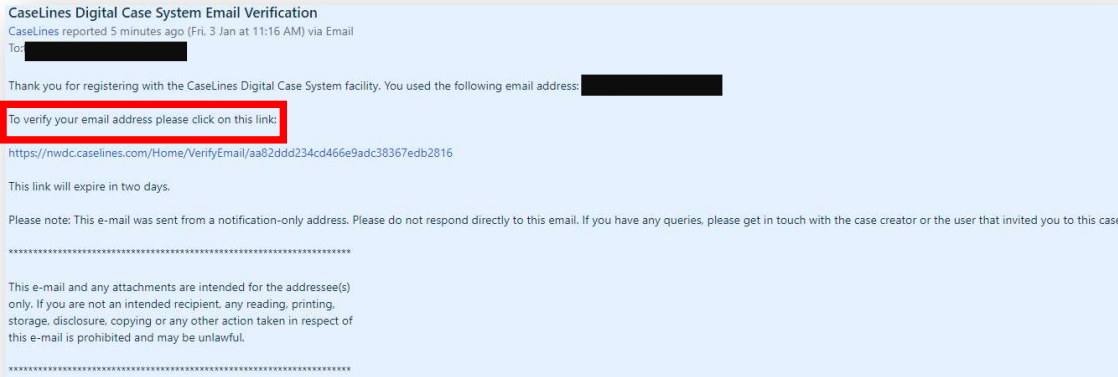 CaseLines Digital Case System Email Verification
CaseLines reported 5 minutes ago (Fri, 3 Jan at 11:16 AM) via Email
To:
Thank you for registering with the CaseLines Digital Case System facility. You used the following email address:
To verify your email address please click on this link:
https://nwdc.caselines.com/Home/VerifyEmail/aa82ddd234cd466e9adc38367edb2816
This link will expire in two days.
Please note: This e-mail was sent from a notification-only address. Please do not respond directly to this email. If you have any queries, please get in touch with the case creator or the user that invited you to this case
**********************************************************************
This e-mail and any attachments are intended for the addressee(s)
only. If you are not an intended recipient, any reading, printing,
storage, disclosure, copying or any other action taken in respect of
this e-mail is prohibited and may be unlawful.
**********************************************************************